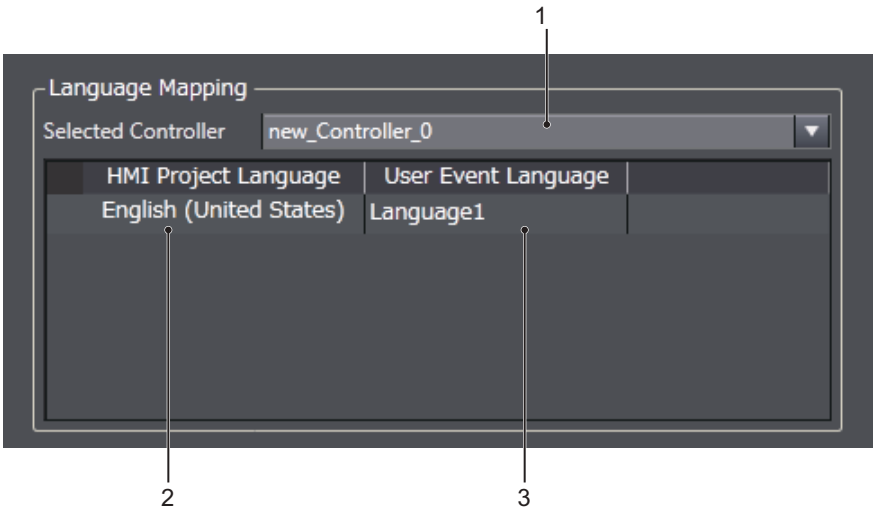 1
Language Mapping
Selected Controller new_Controller_0
HMI Project Language User Event Language
English (United States) Language1
2 3